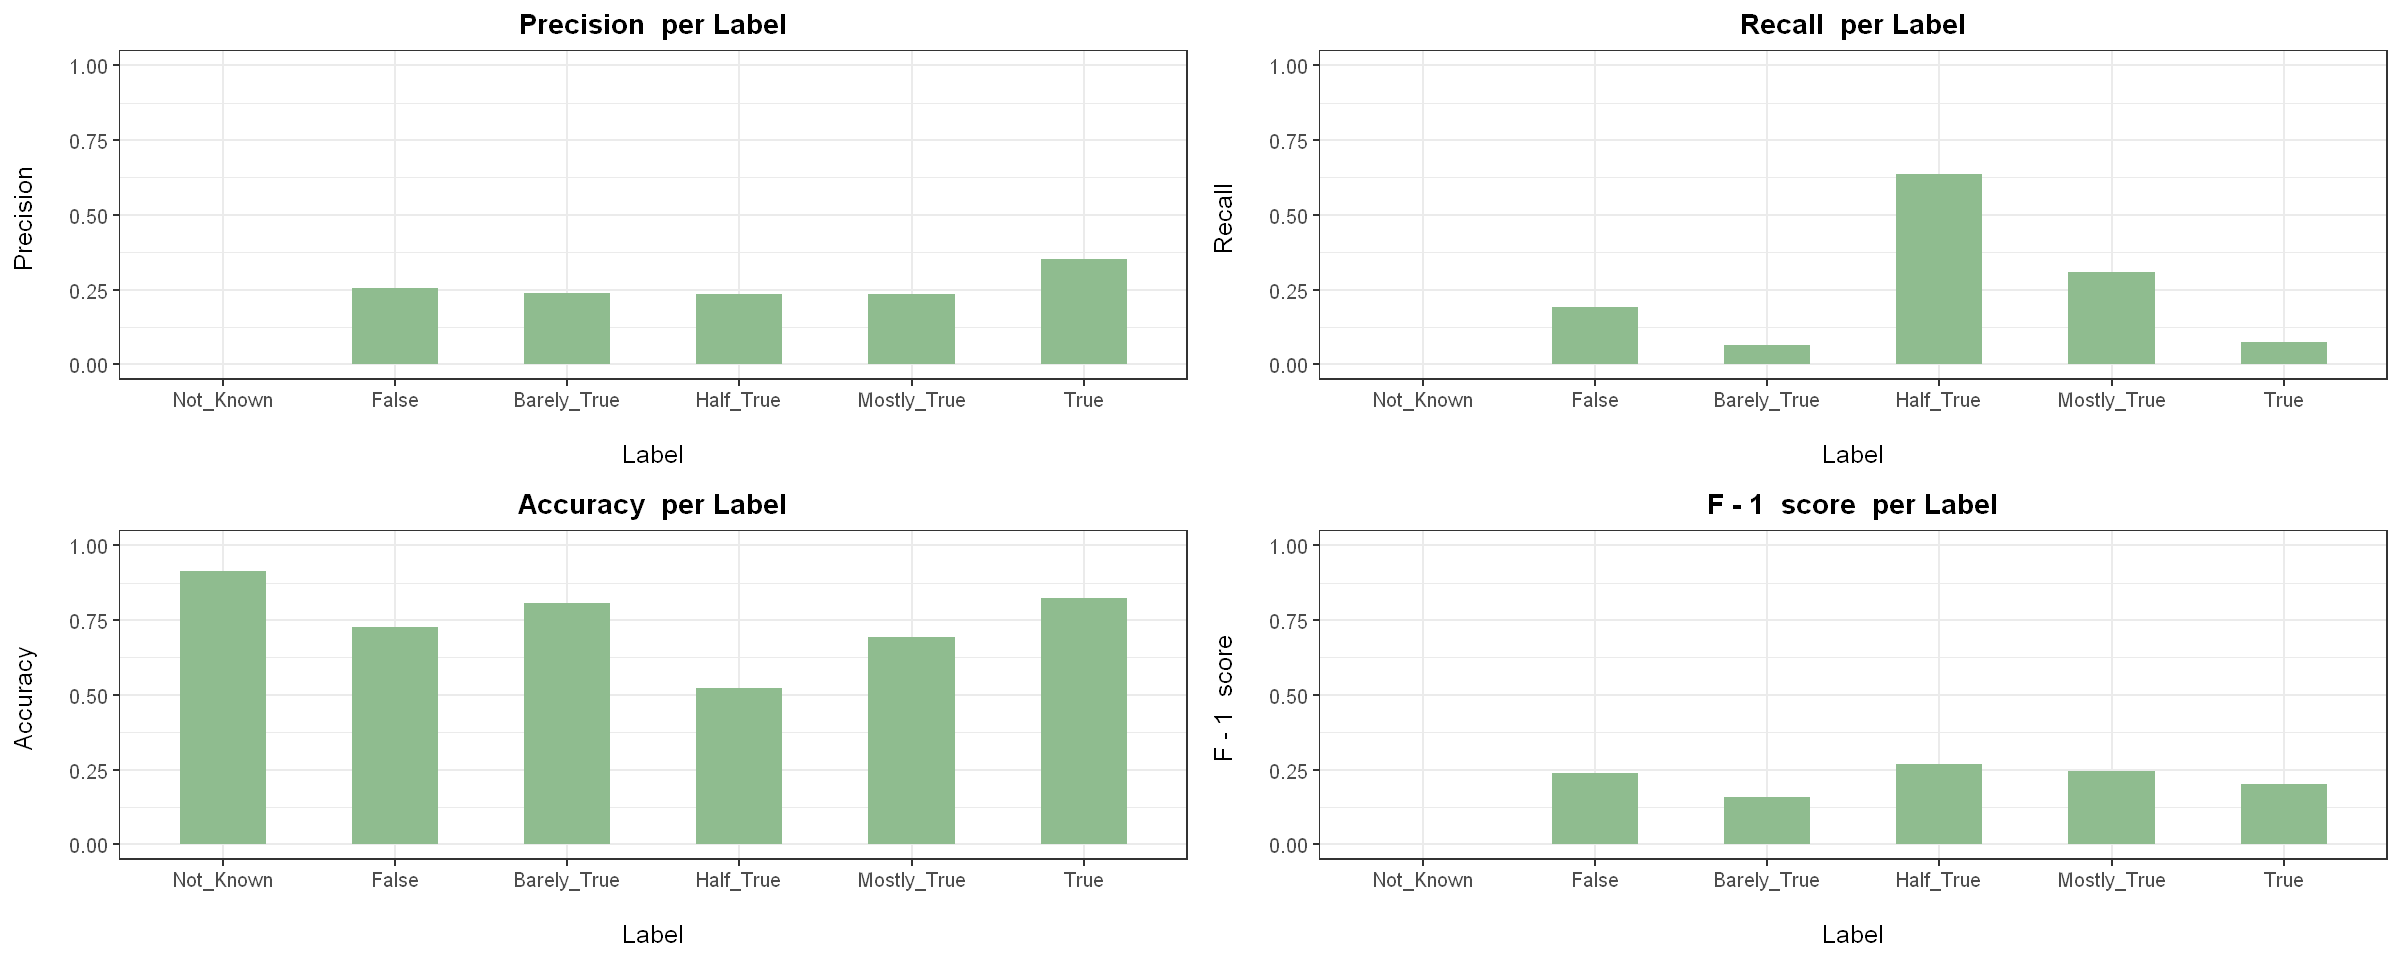 Precision  per Label
1.00
0.75
0.50
0.25
0.00
Precision
Not_Known False Barely_True Half_True Mostly_True True
Label
Recall  per Label
1.00
0.75
0.50
0.25
0.00
Recall
Not_Known False Barely_True Half_True Mostly_True True
Label
Accuracy  per Label
1.00
0.75
0.50
0.25
0.00
Accuracy
Not_Known False Barely_True Half_True Mostly_True True
Label
F - 1  score  per Label
1.00
0.75
0.50
0.25
0.00
F - 1  score
Not_Known False Barely_True Half_True Mostly_True True
Label